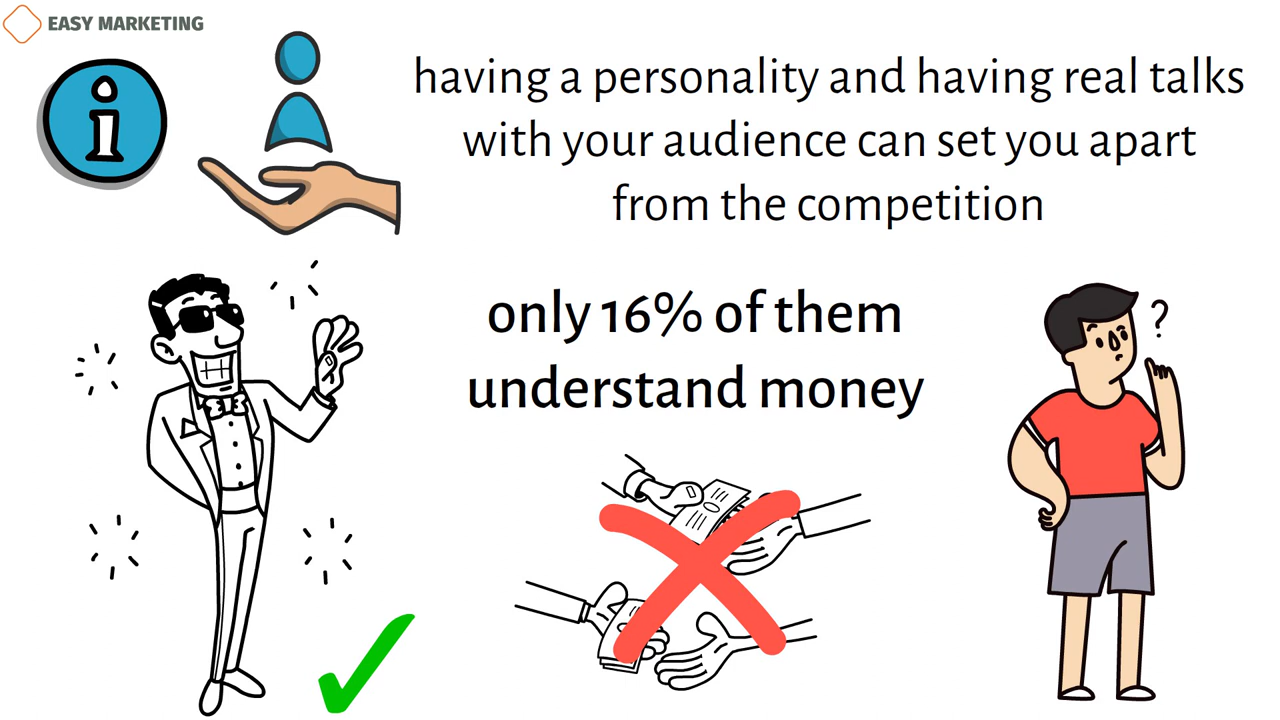 EASY MARKETING
i
having a personality and having real talks
with your audience can set you apart
from the competition
only 16% of them
understand money
?